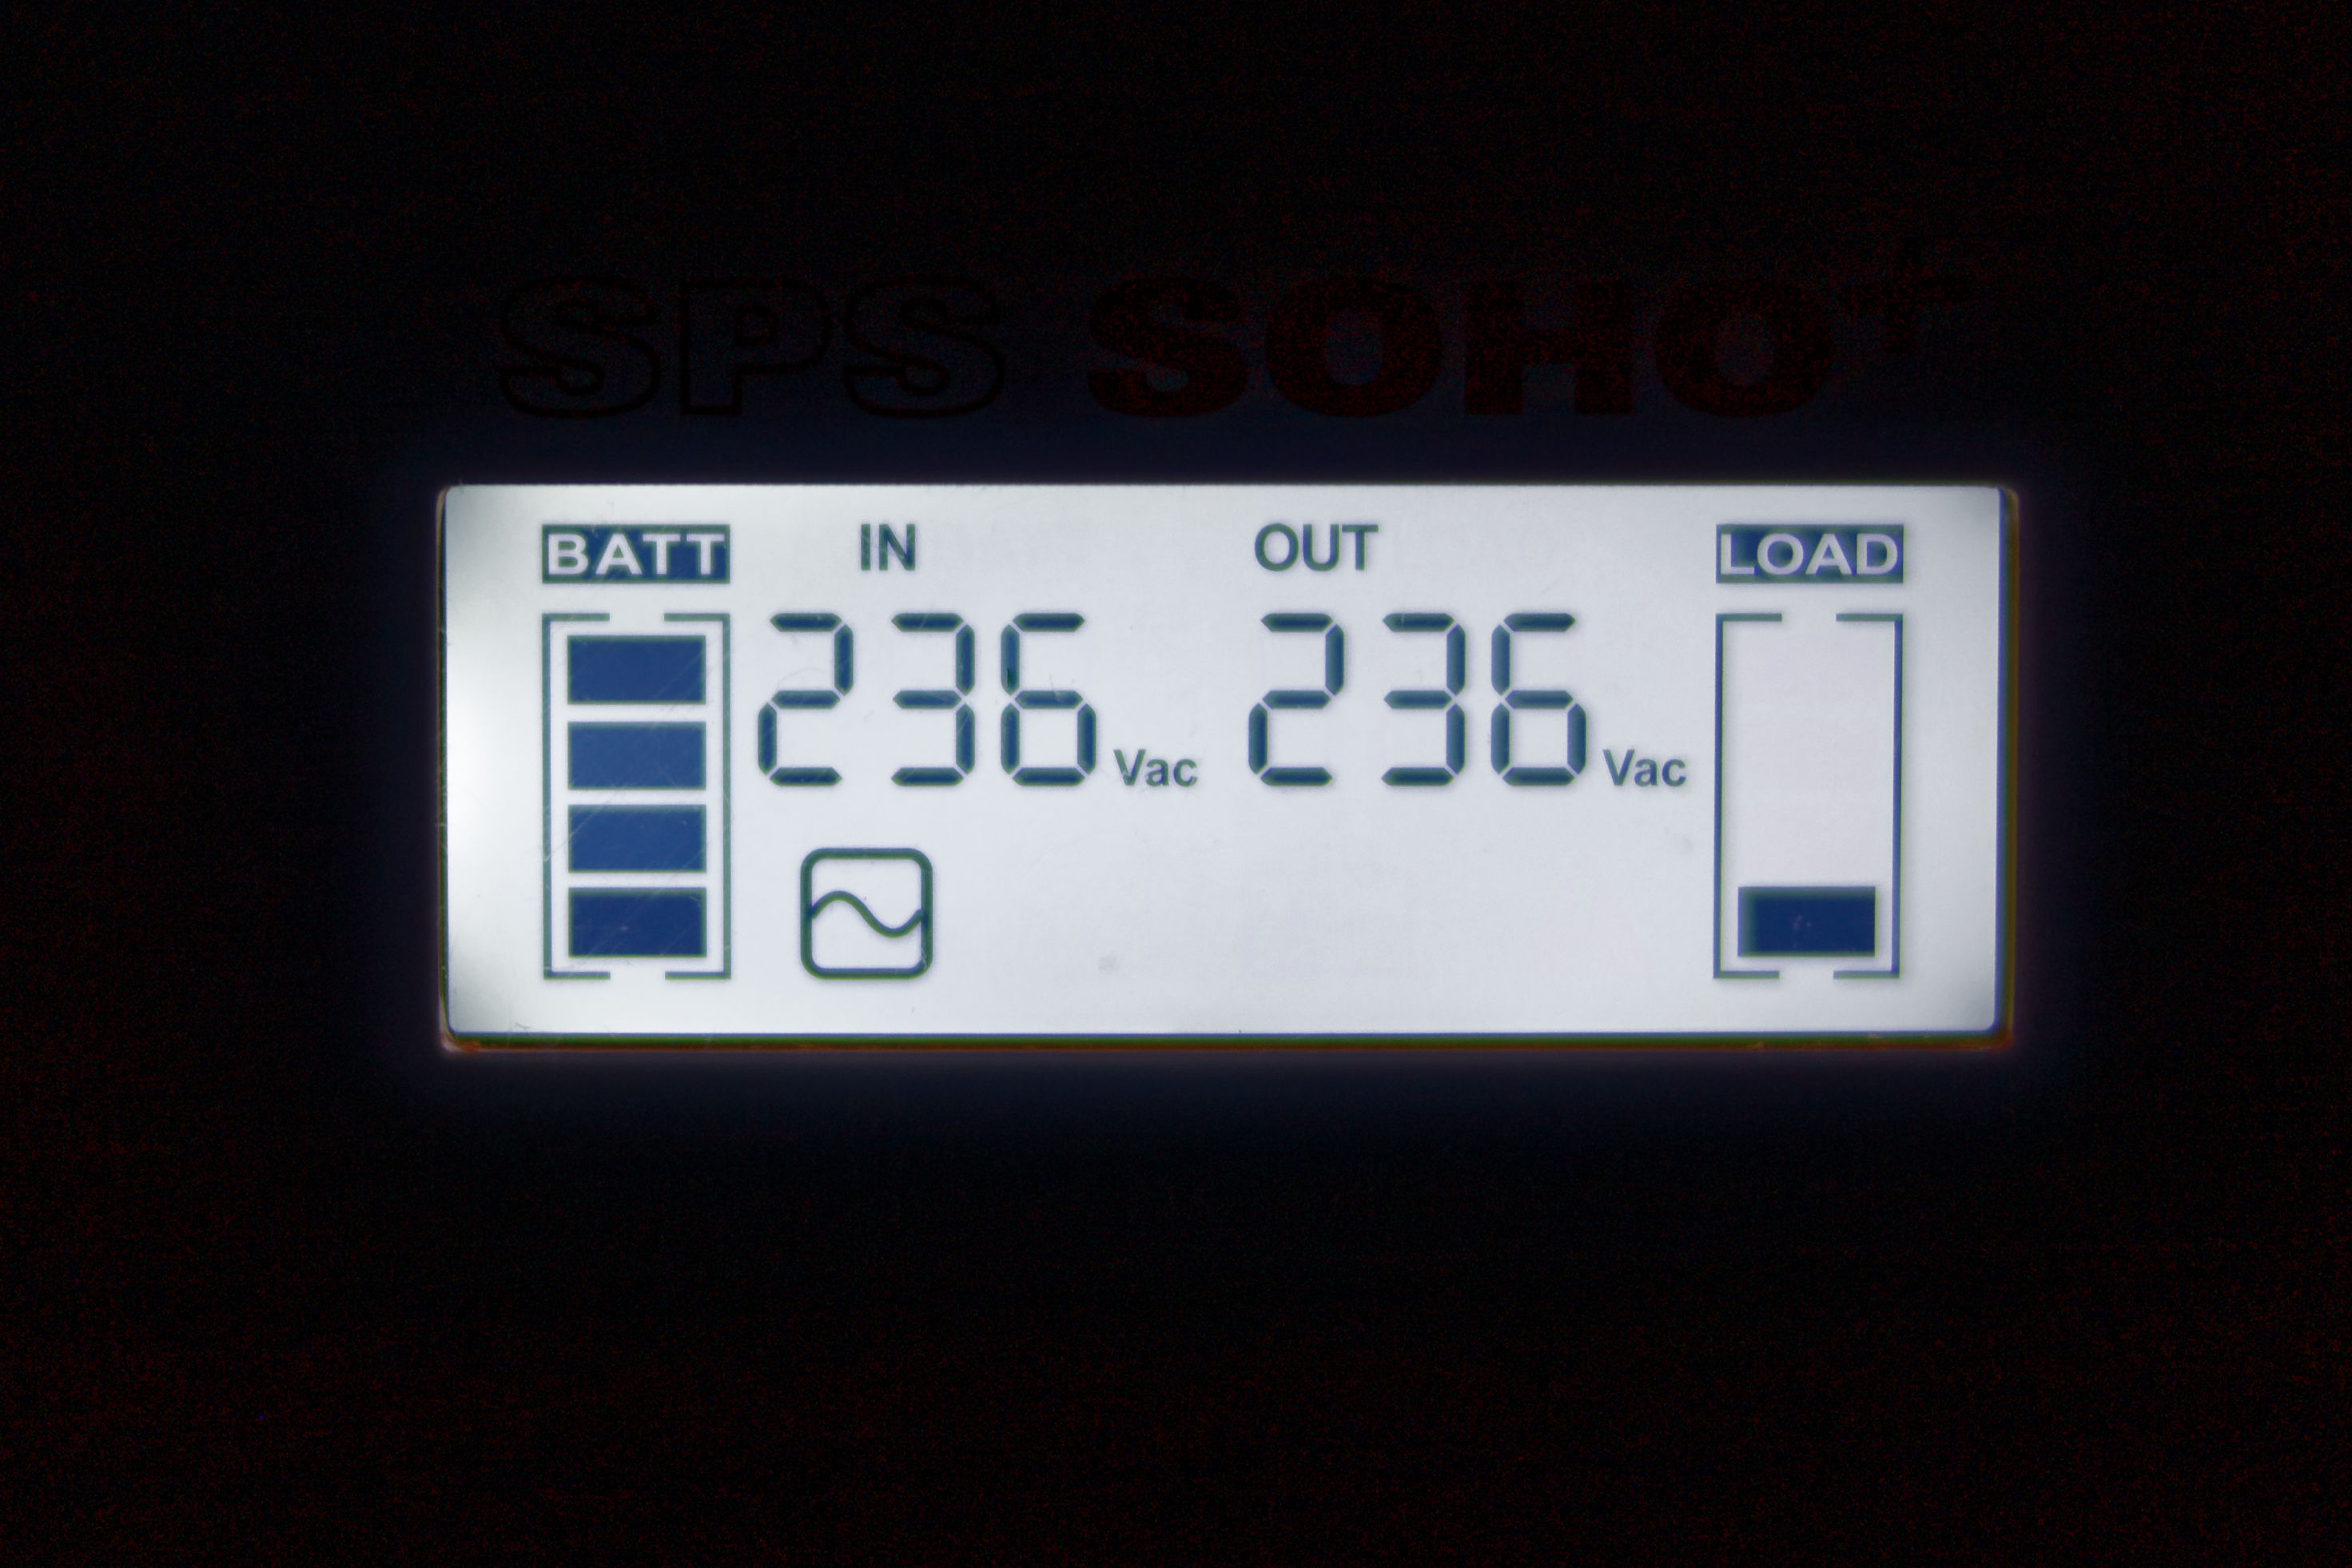 SPS SOHO+
BATT IN OUT LOAD
236 Vac 236 Vac